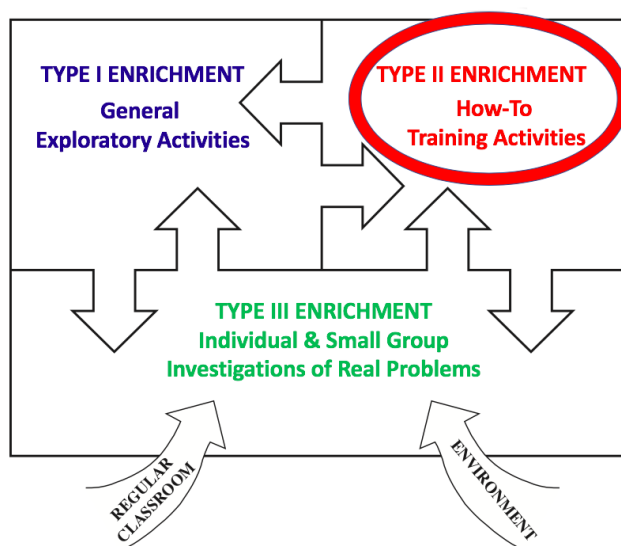 TYPE I ENRICHMENT
General
Exploratory Activities
TYPE II ENRICHMENT
How-To
Training Activities
TYPE III ENRICHMENT
Individual & Small Group
Investigations of Real Problems
REGULAR
CLASSROOM
ENVIRONMENT